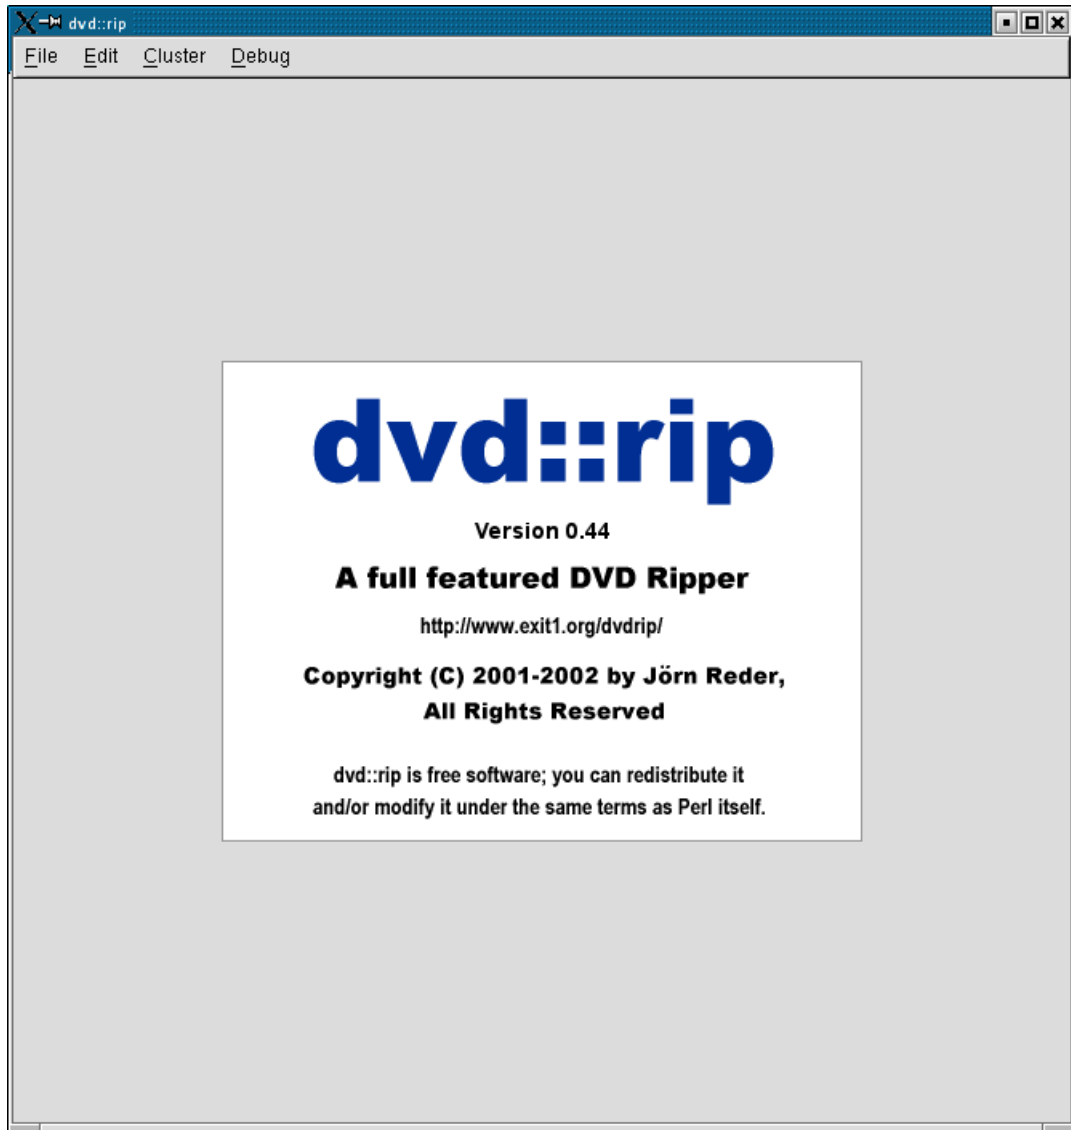 dvd::rip
File Edit Cluster Debug
dvd::rip
Version 0.44
A full featured DVD Ripper
http://www.exit1.org/dvdrip/
Copyright (C) 2001-2002 by Jörn Reder,
All Rights Reserved
dvd::rip is free software; you can redistribute it
and/or modify it under the same terms as Perl itself.